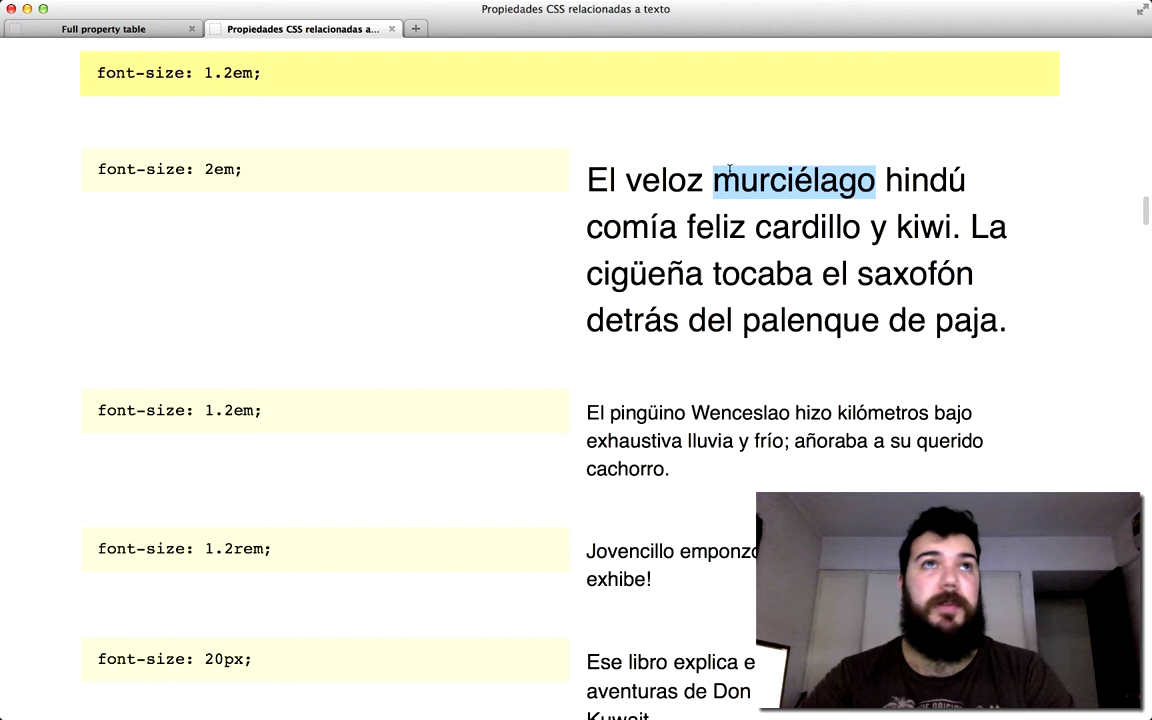 Propiedades CSS relacionadas a texto
Full property table
Propiedades CSS relacionadas a...
font-size: 1.2em;
font-size: 2em;
El veloz murciélago hindú
comía feliz cardillo y kiwi. La
cigüeña tocaba el saxofón
detrás del palenque de paja.
font-size: 1.2em;
El pingüino Wenceslao hizo kilómetros bajo
exhaustiva lluvia y frío; añoraba a su querido
cachorro.
font-size: 1.2rem;
Jovencillo
exhibe!
font-size: 20px;
Ese libro explica
aventuras de Don
Kuwait